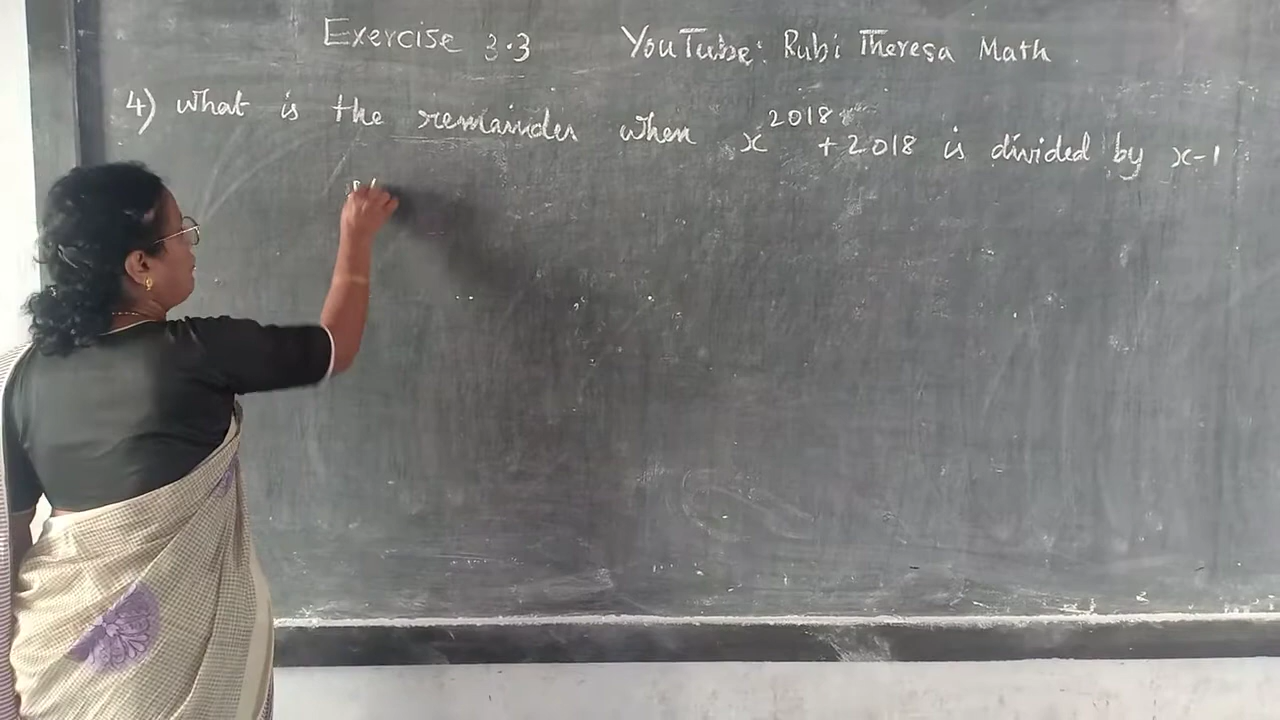 Exercise 3.3 YouTube: Rubi Theresa Math
4) What is the remainder when x^2018 + 2018 is divided by x-1